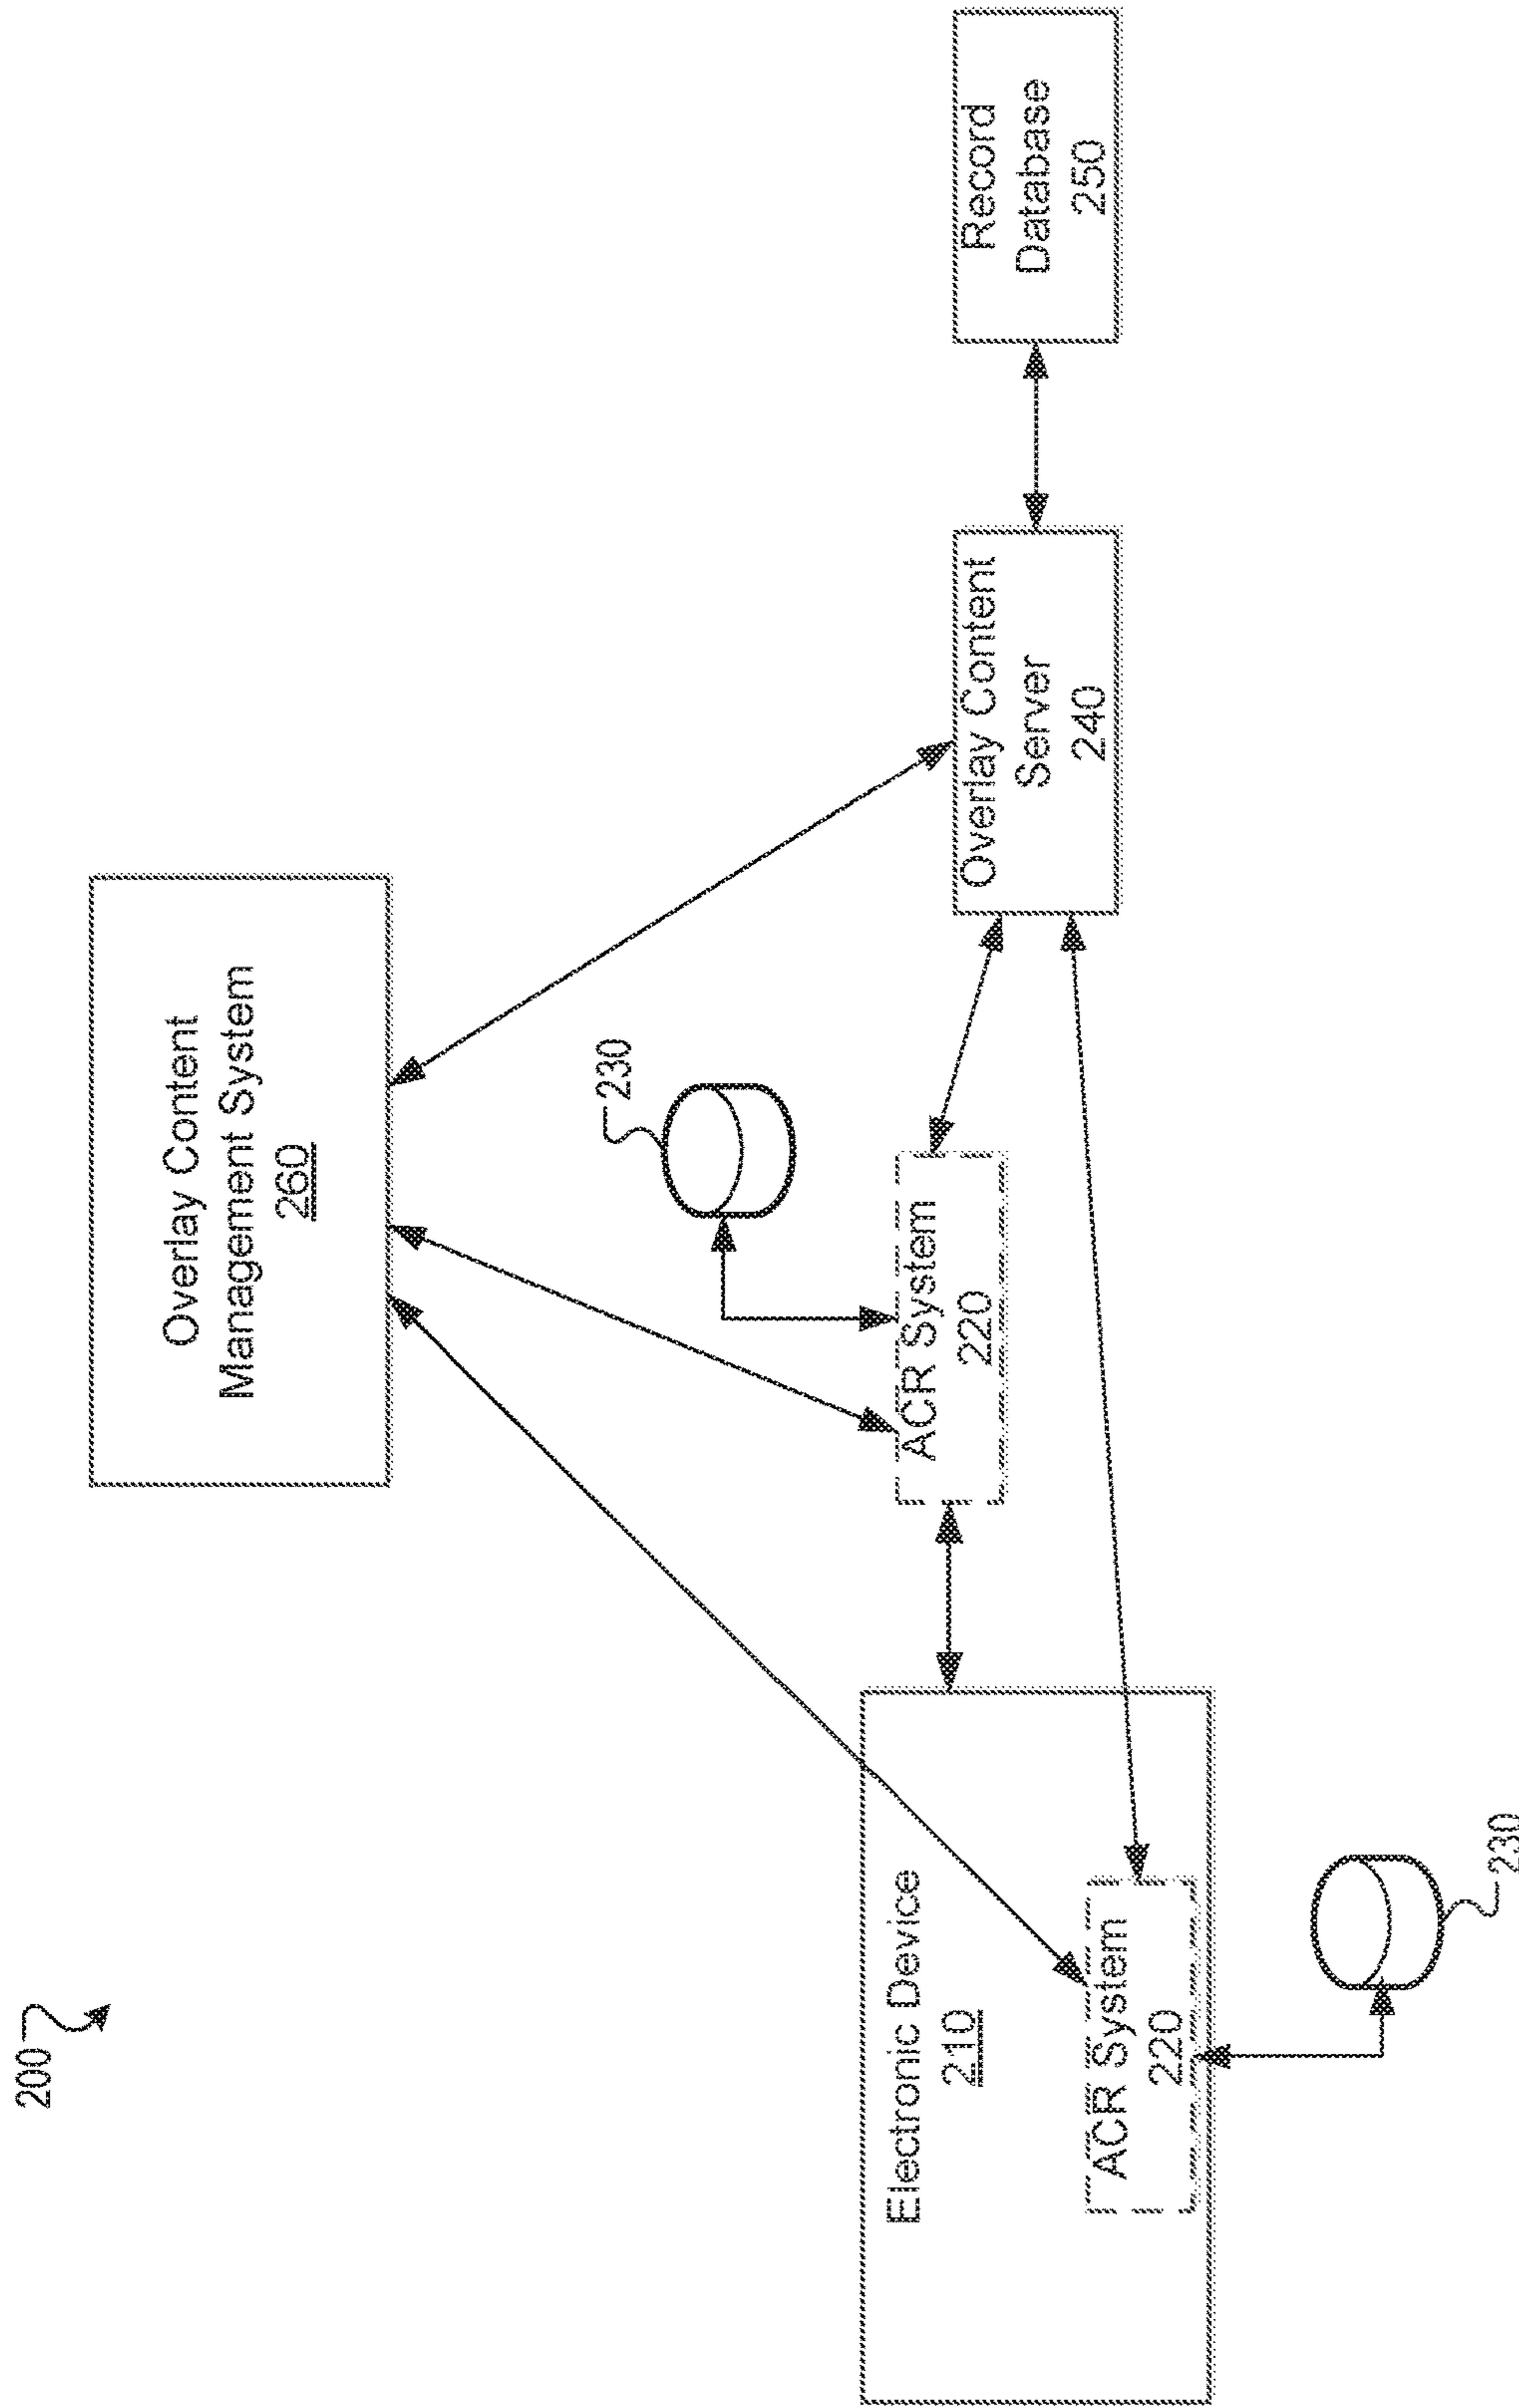 200
Overlay Content
Management System
260
230
Electronic Device
210
ACR System
220
ACR System
220
Overlay Content
Server
240
Record
Database
250
230